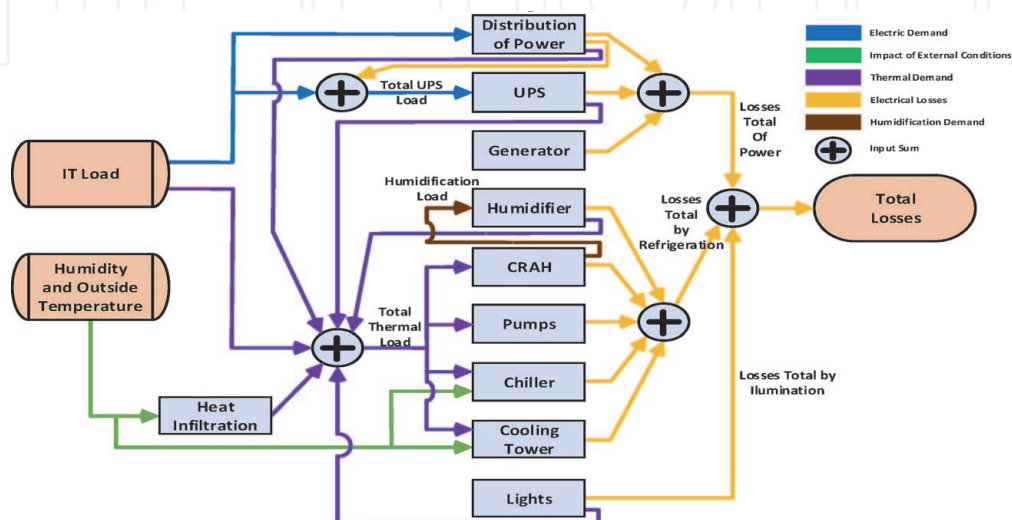 Distribution
of Power
Electric Demand
Impact of External Conditions
Thermal Demand
Electrical Losses
Humidification Demand
Input Sum
Total UPS
Load
UPS
Losses
Total
Of
Power
Generator
IT Load
Humidification
Load
Humidifier
Losses
Total
by
Refrigeration
Total
Losses
CRAH
Humidity
and Outside
Temperature
Total
Thermal
Load
Pumps
Chiller
Losses Total by
Ilumination
Heat
Infiltration
Cooling
Tower
Lights